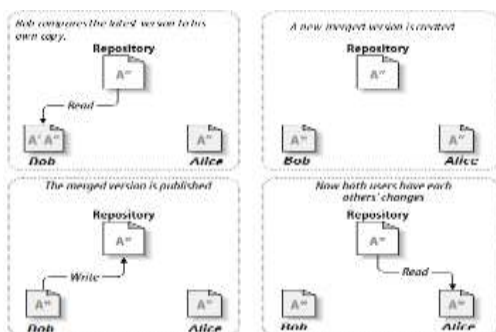 Bob compares the latest version to his
own copy.
Repository
A"
Read
A' A"
Bob
Alice
A new merged version is created
Repository
A"
Bob
Alice
The merged version is published
Repository
A*
Write
A*
Bob
Alice
Now both users have each
others' changes
Repository
A*
Read
A*
A*
Bob
Alice